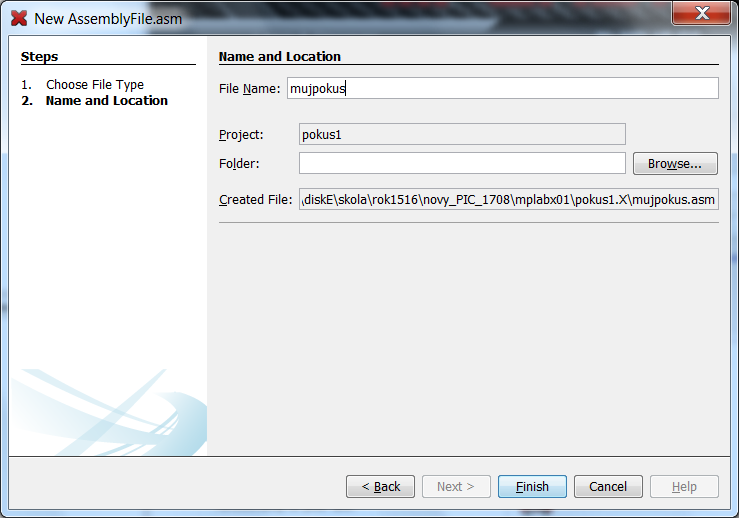 New AssemblyFile.asm
Steps
1. Choose File Type
2. Name and Location
Name and Location
File Name: mujpokus
Project: pokus1
Folder:
Browse...
Created File: \diskE\skola\rok1516\novy_PIC_1708\mplabx01\pokus1.X\mujpokus.asm
< Back
Next >
Finish
Cancel
Help